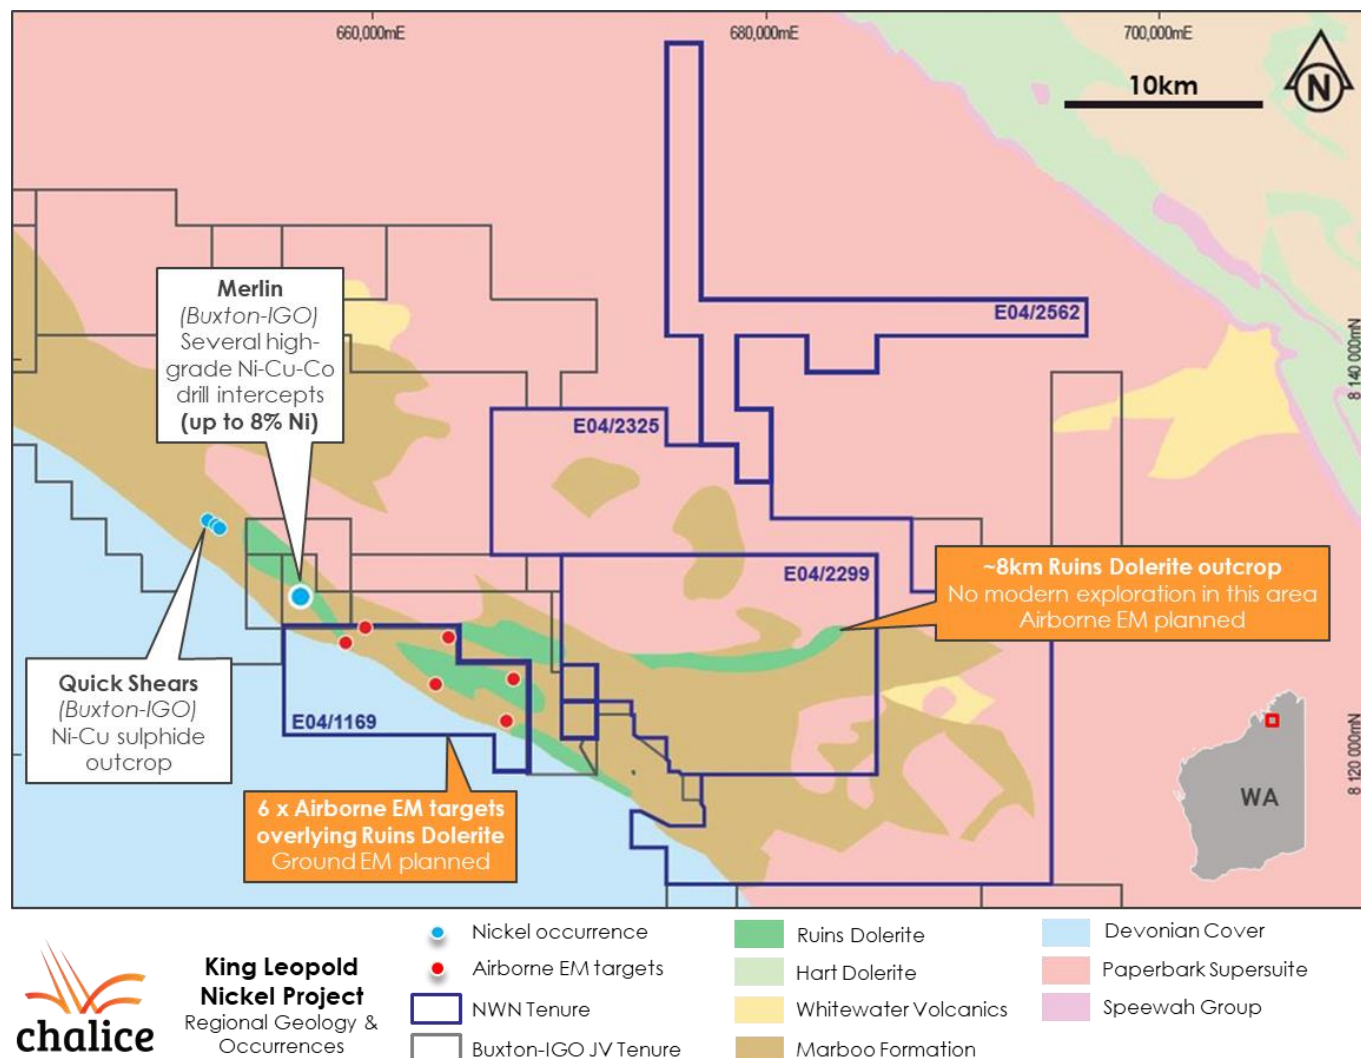 660,000mE
680,000mE
700,000mE
10km
N
Merlin
(Buxton-IGO)
Several high-
grade Ni-Cu-Co
drill intercepts
(up to 8% Ni)
E04/2562
8 140 000mN
E04/2325
E04/2299
~8km Ruins Dolerite outcrop
No modern exploration in this area
Airborne EM planned
Quick Shears
(Buxton-IGO)
Ni-Cu sulphide
outcrop
E04/1169
6 x Airborne EM targets
overlying Ruins Dolerite
Ground EM planned
8 120 000mN
WA
chalice
King Leopold
Nickel Project
Regional Geology &
Occurrences
Nickel occurrence
Airborne EM targets
NWN Tenure
Buxton-IGO JV Tenure
Ruins Dolerite
Hart Dolerite
Whitewater Volcanics
Marboo Formation
Devonian Cover
Paperbark Supersuite
Speewah Group